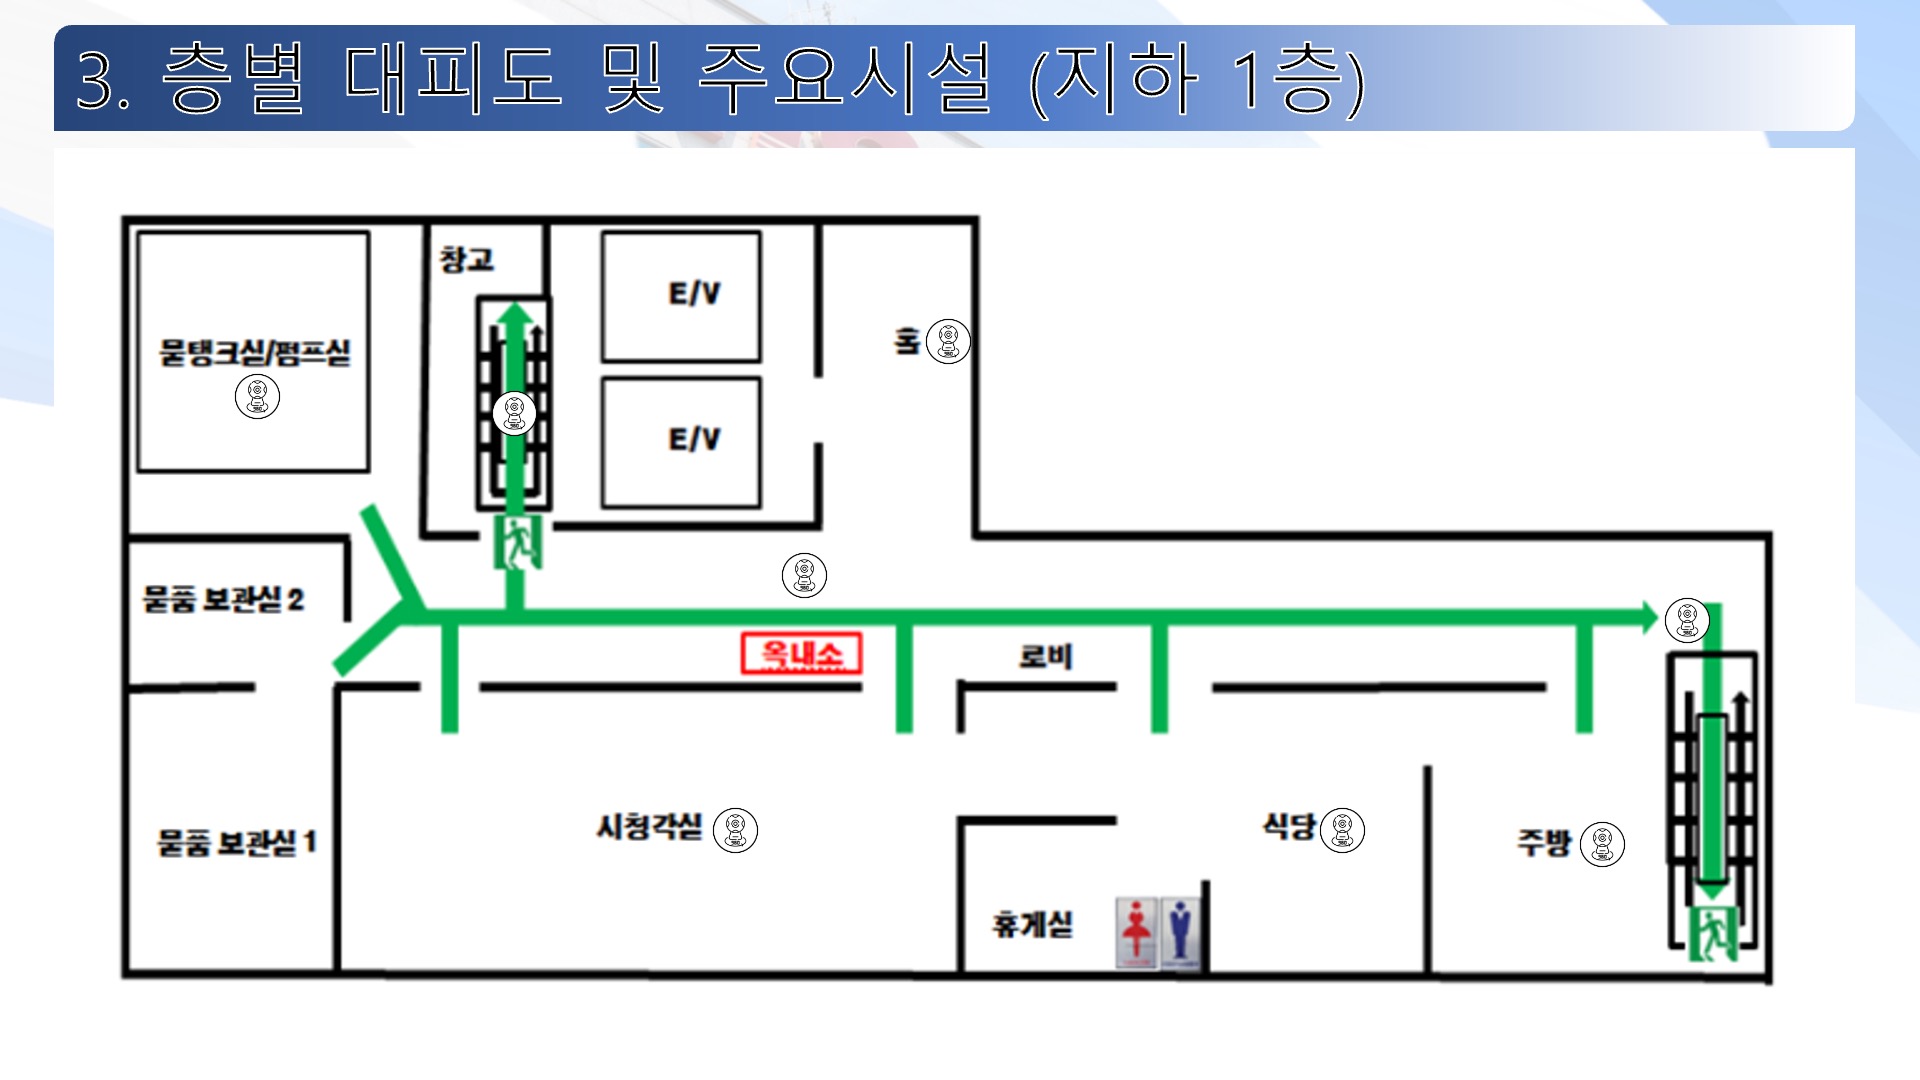 3. 층별 대피도 및 주요시설 (지하 1층)
창고
E/V
물탱크실/펌프실
홀
E/V
물품 보관실 2
옥내소
로비
시청각실
식당
주방
물품 보관실 1
휴게실